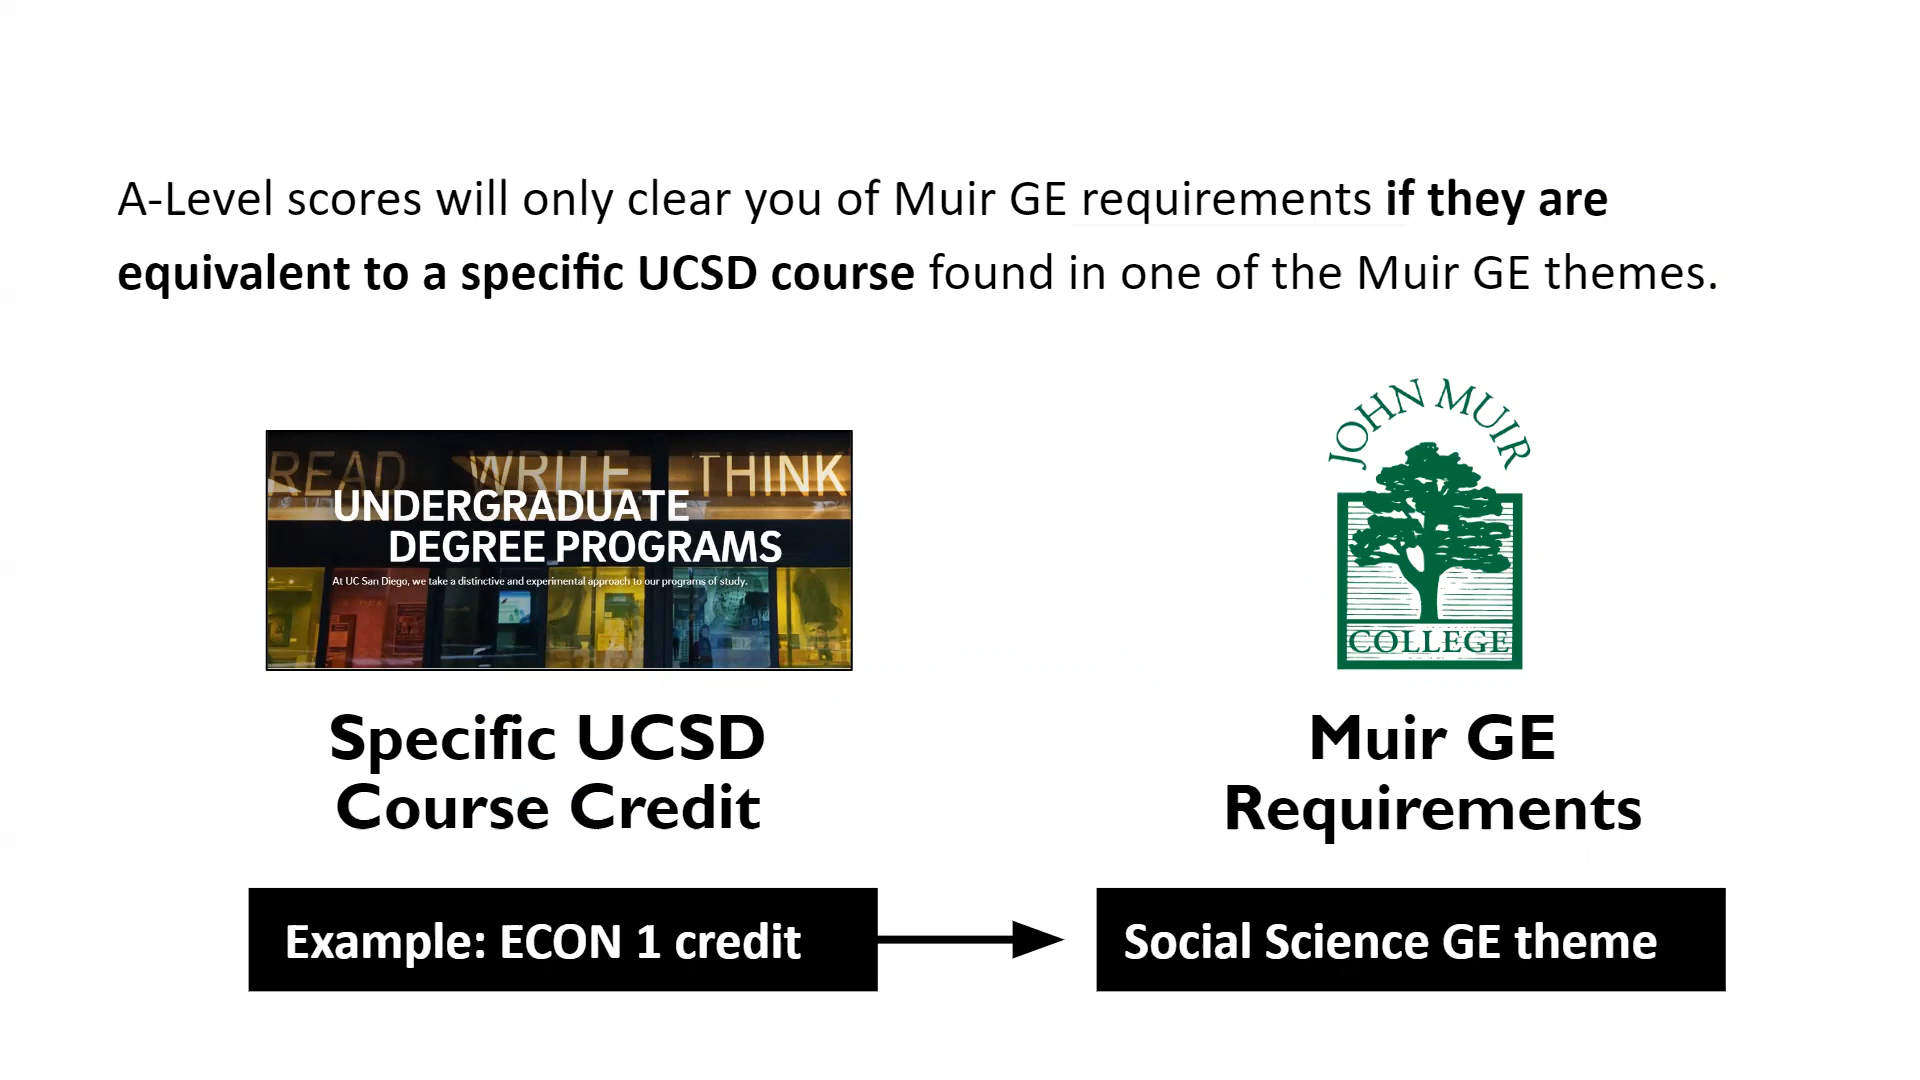 A-Level scores will only clear you of Muir GE requirements if they are
equivalent to a specific UCSD course found in one of the Muir GE themes.
READ WRITE THINK
UNDERGRADUATE
DEGREE PROGRAMS
At UC San Diego, we take a distinctive and experimental approach to our programs of study.
JOHN MUIR
COLLEGE
Specific UCSD
Course Credit
Muir GE
Requirements
Example: ECON 1 credit
Social Science GE theme